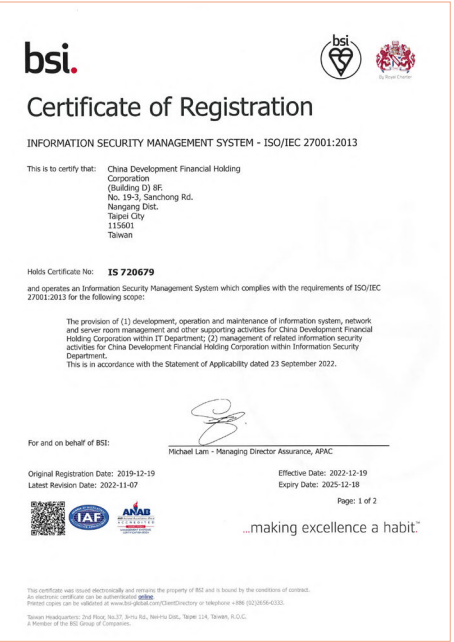 bsi.
bsi.
By Royal Charter
Certificate of Registration
INFORMATION SECURITY MANAGEMENT SYSTEM - ISO/IEC 27001:2013
This is to certify that: China Development Financial Holding
Corporation
(Building D) 8F.
No. 19-3, Sanchong Rd.
Nangang Dist.
Taipei City
115601
Taiwan
Holds Certificate No: IS 720679
and operates an Information Security Management System which complies with the requirements of ISO/IEC
27001:2013 for the following scope:
The provision of (1) development, operation and maintenance of information system, network
and server room management and other supporting activities for China Development Financial
Holding Corporation within IT Department; (2) management of related information security
activities for China Development Financial Holding Corporation within Information Security
Department.
This is in accordance with the Statement of Applicability dated 23 September 2022.
For and on behalf of BSI:
Michael Lam - Managing Director Assurance, APAC
Original Registration Date: 2019-12-19 Effective Date: 2022-12-19
Latest Revision Date: 2022-11-07 Expiry Date: 2025-12-18
Page: 1 of 2
IAF
ANAB
ACCREDITED
...making excellence a habit.™
This certificate was issued electronically and remains the property of BSI and is bound by the conditions of contract.
An electronic certificate can be authenticated online.
Printed copies can be validated at www.bsi-global.com/ClientDirectory or telephone +886 (02)2656-0333.
Taiwan Headquarters: 2nd Floor, No.37, Ji-Hu Rd., Nei-Hu Dist., Taipei 114, Taiwan, R.O.C.
A Member of the BSI Group of Companies.